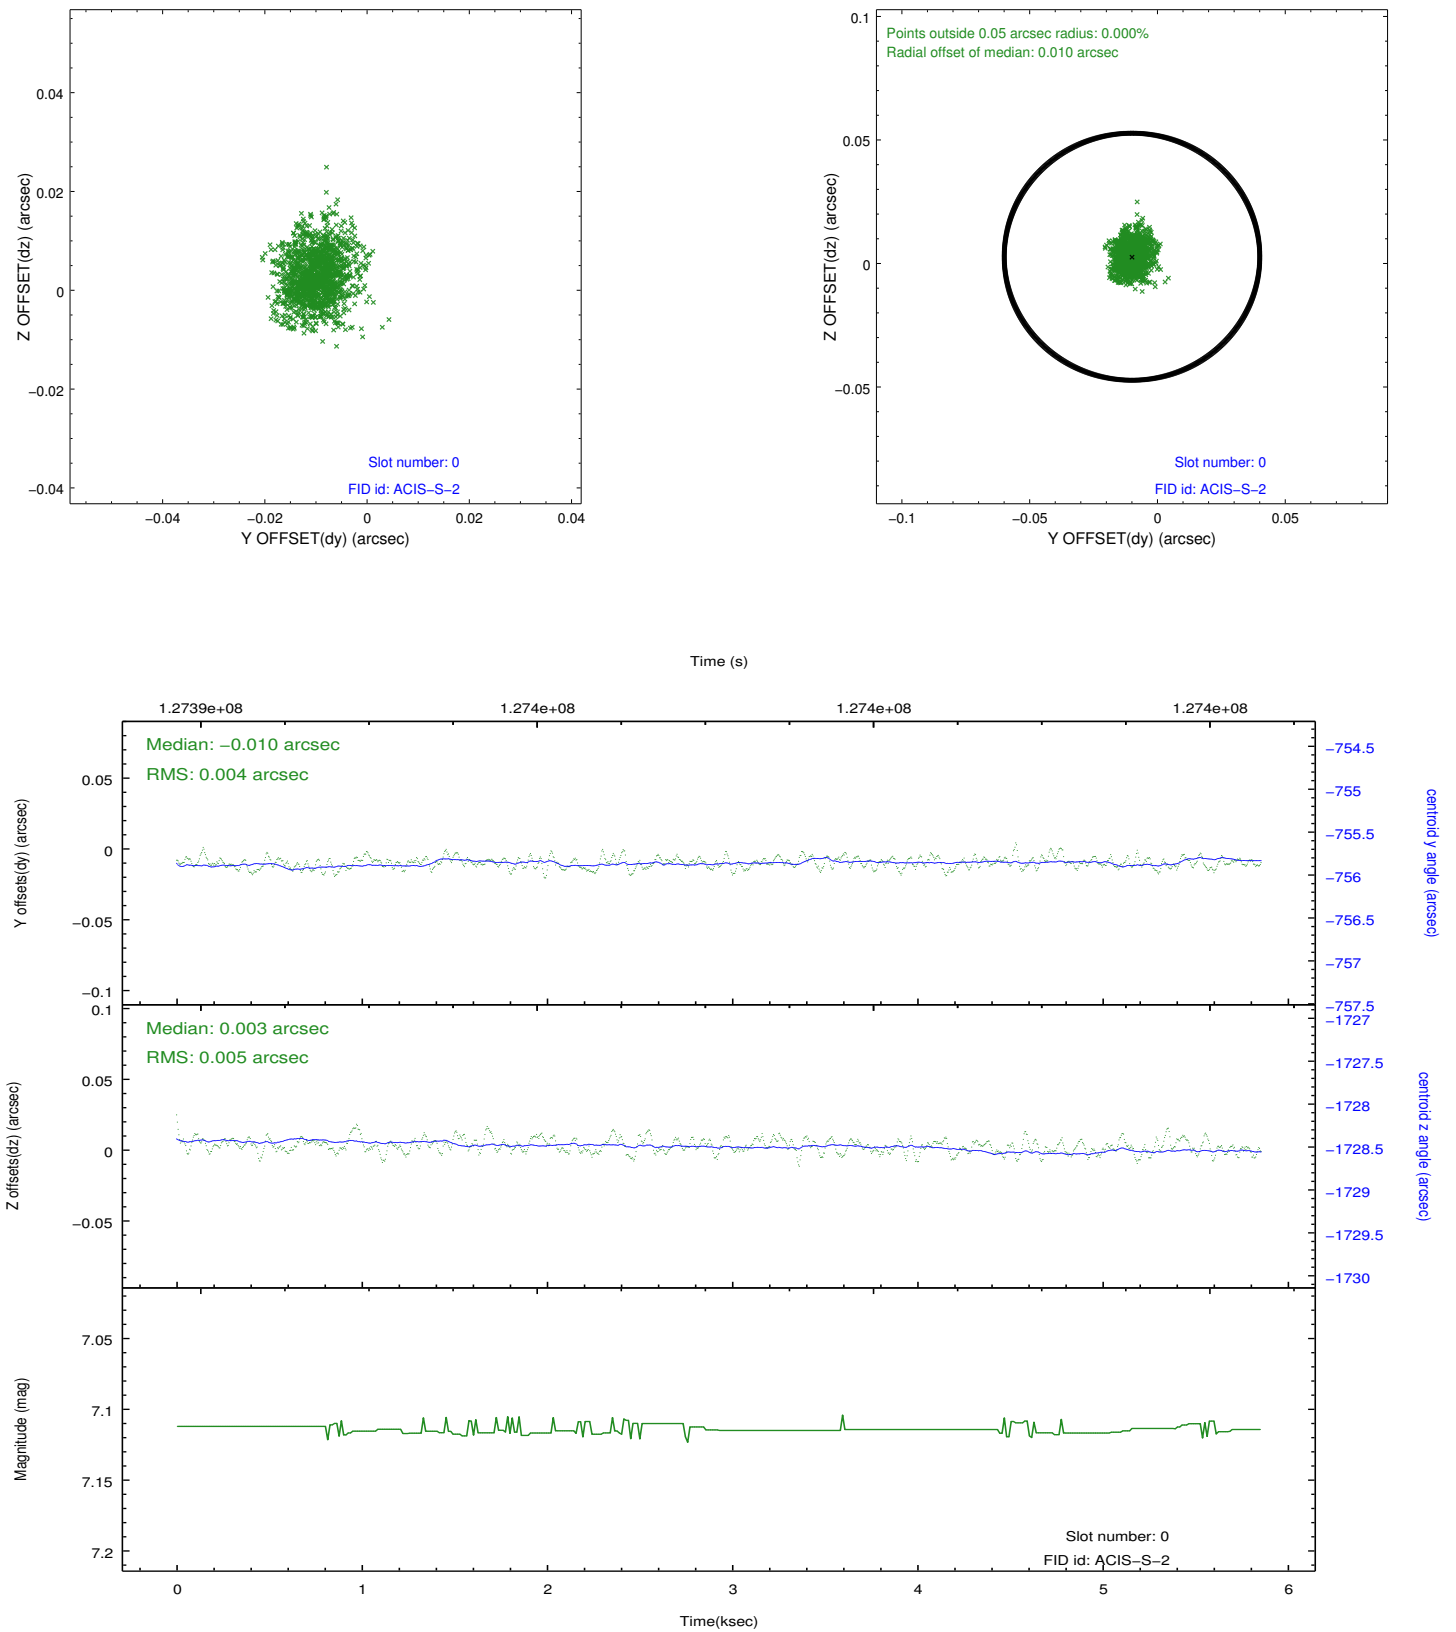 0.04
0.02
0
−0.02
−0.04
Z OFFSET(dz) (arcsec)
Slot number: 0
FID id: ACIS−S−2
−0.04
−0.02
0
0.02
0.04
Y OFFSET(dy) (arcsec)
Points outside 0.05 arcsec radius: 0.000%
Radial offset of median: 0.010 arcsec
0.1
0.05
0
−0.05
Z OFFSET(dz) (arcsec)
Slot number: 0
FID id: ACIS−S−2
−0.1
−0.05
0
0.05
Y OFFSET(dy) (arcsec)
Time (s)
1.2739e+08
1.274e+08
1.274e+08
1.274e+08
Median: −0.010 arcsec
RMS: 0.004 arcsec
0.05
0
−0.05
−0.1
Y offsets(dy) (arcsec)
−754.5
−755
−755.5
−756
−756.5
−757
−757.5
centroid y angle (arcsec)
Median: 0.003 arcsec
RMS: 0.005 arcsec
0.1
0.05
0
−0.05
Z offsets(dz) (arcsec)
−1727
−1727.5
−1728
−1728.5
−1729
−1729.5
−1730
centroid z angle (arcsec)
7.05
7.1
7.15
7.2
Magnitude (mag)
Slot number: 0
FID id: ACIS−S−2
0
1
2
3
4
5
6
Time(ksec)